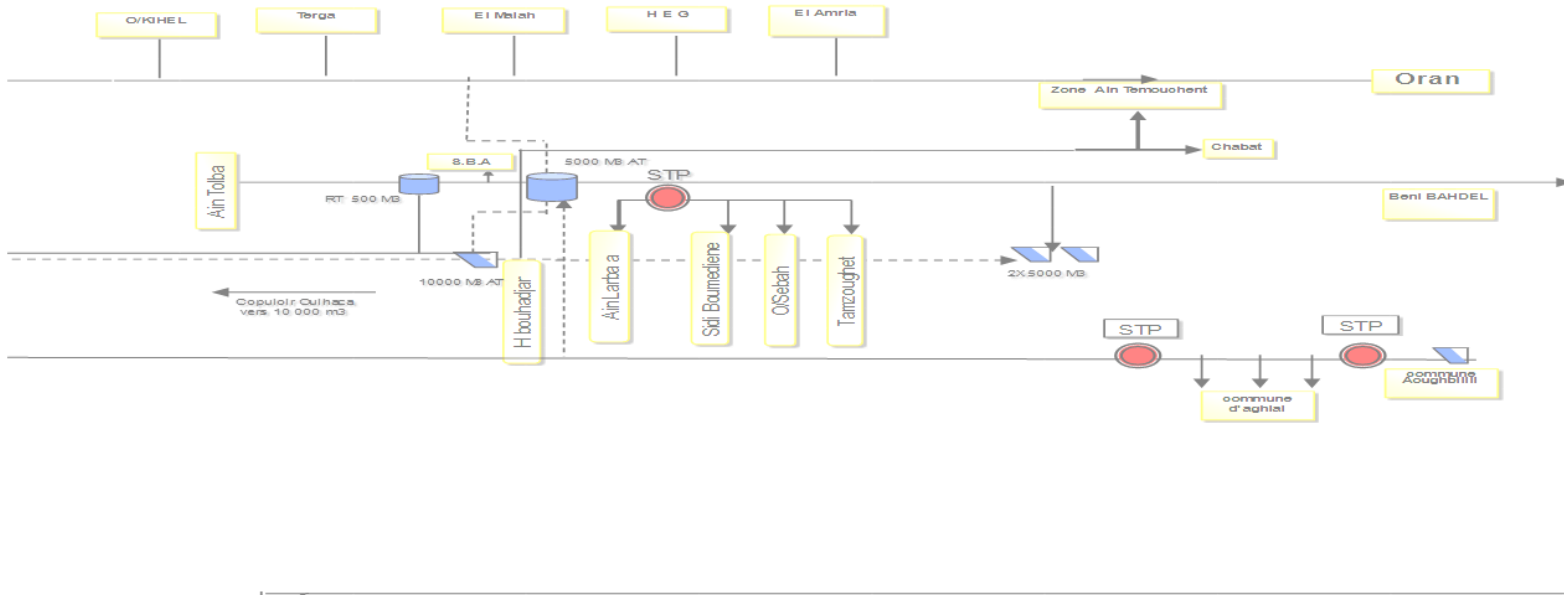 O/KIHEL
Terga
El Malah
H E G
El Amria
Oran
Zone Ain Temouchent
S.B.A
5000 M3 AT
Chabat
Ain Tolba
STP
RT 500 M3
Beni BAHDEL
10000 M3 AT
H bouhadjar
Ain Larba a
Sidi Boumediene
O/Sebah
Tamzoughet
2X5000 M3
Copuloir Oulhaca
vers 10 000 m3
STP
STP
commune
Aoughbllll
commune
d'aghlal